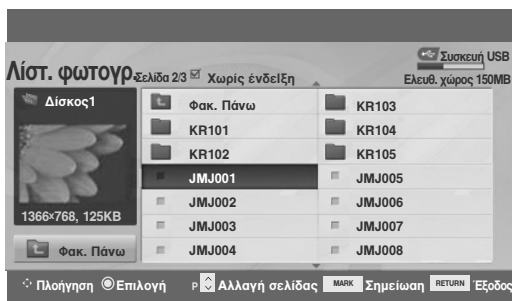 Συσκευή USB
Λίστ. φωτογρ. Σελίδα 2/3 Χωρίς ένδειξη
Ελευθ. χώρος 150MB
Δίσκος1
Φακ. Πάνω KR103
KR101 KR104
KR102 KR105
JMJ001 JMJ005
JMJ002 JMJ006
JMJ003 JMJ007
JMJ004 JMJ008
1366×768, 125KB
Φακ. Πάνω
Πλοήγηση Επιλογή P Αλλαγή σελίδας MARK Σημείωση RETURN Έξοδος